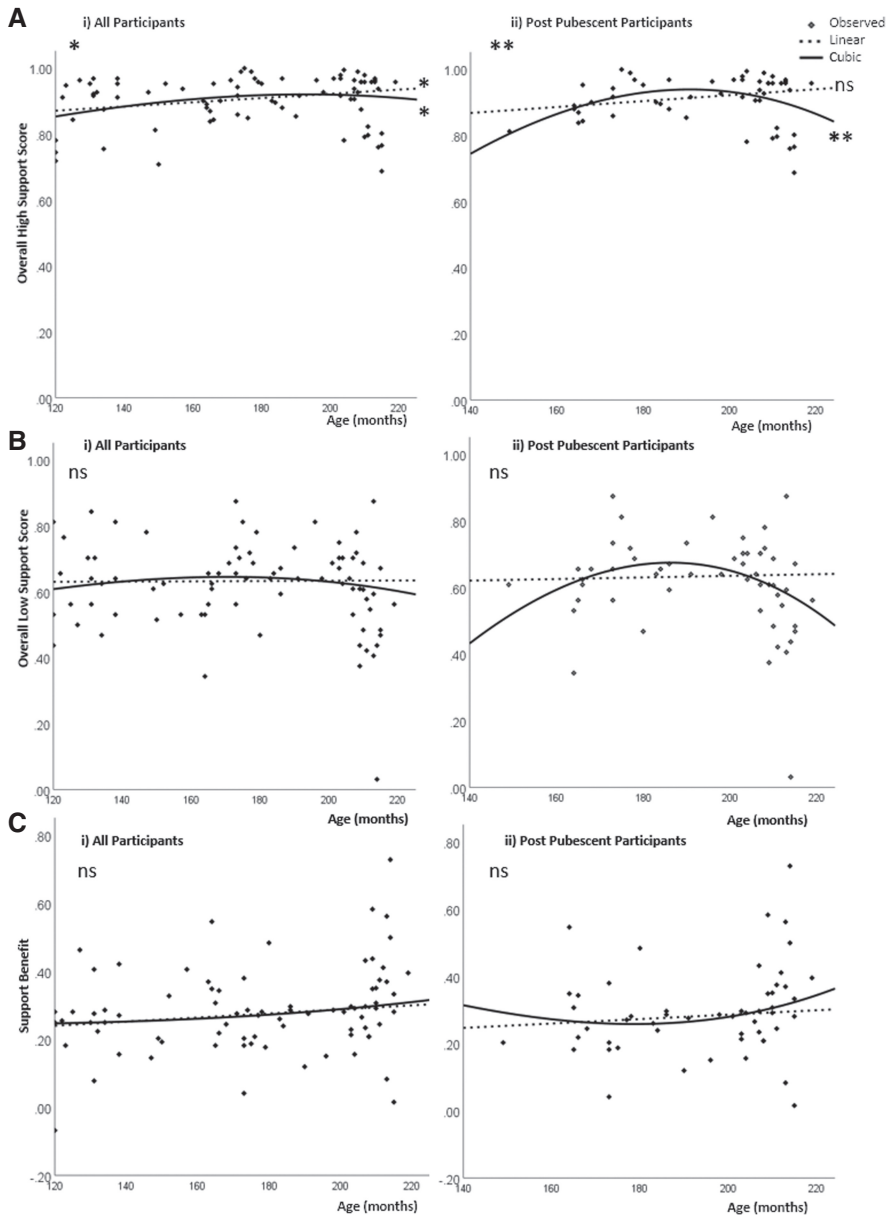 A
i) All Participants
ii) Post Pubescent Participants
Observed
Linear
Cubic
*
**
1.00
.80
.60
.40
.20
.00
*
*
Overall High Support Score
120 140 160 180 200 220
Age (months)
1.00
.80
.60
.40
.20
.00
ns
**
140 160 180 200 220
Age (months)
B
i) All Participants
ii) Post Pubescent Participants
ns
ns
1.00
.80
.60
.40
.20
.00
Overall Low Support Score
120 140 160 180 200 220
Age (months)
1.00
.80
.60
.40
.20
.00
140 160 180 200 220
Age (months)
C
i) All Participants
ii) Post Pubescent Participants
ns
ns
.80
.60
.40
.20
.00
-.20
Support Benefit
120 140 160 180 200 220
Age (months)
.80
.60
.40
.20
.00
-.20
140 160 180 200 220
Age (months)